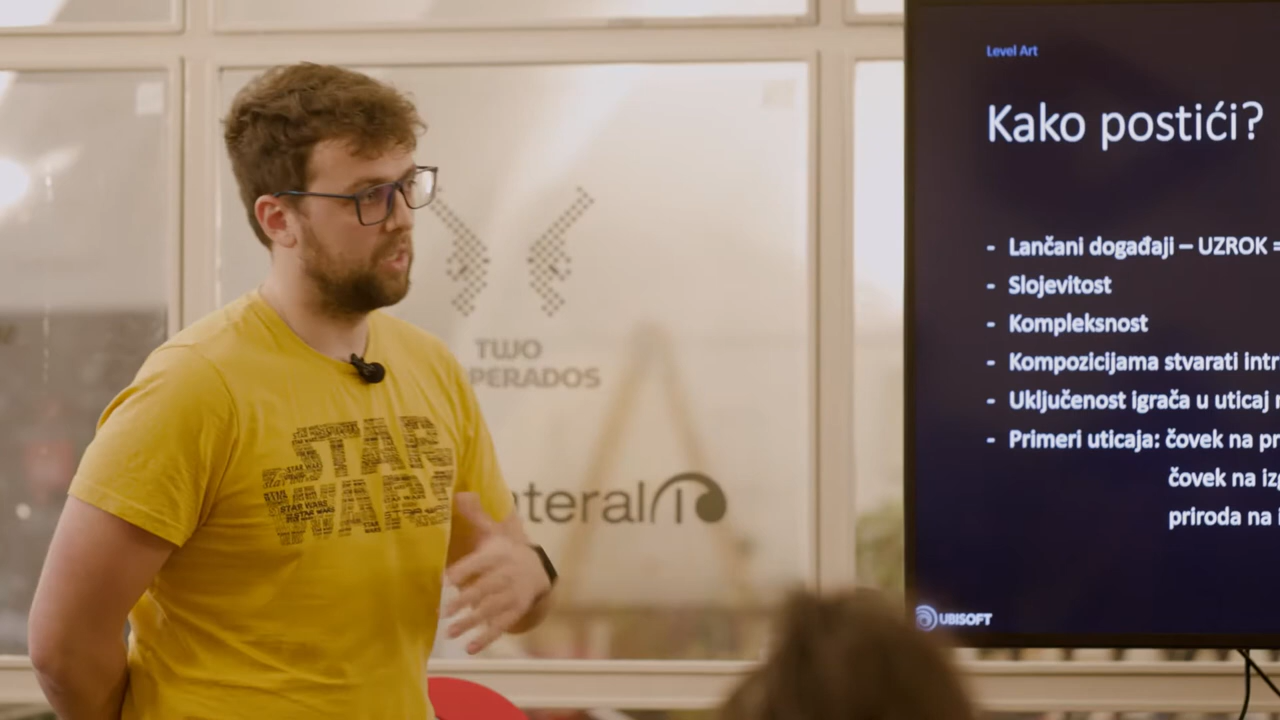 Level Art
Kako postići?
- Lančani događaji – UZROK =
- Slojevitost
- Kompleksnost
- Kompozicijama stvarati intr
- Uključenost igrača u uticaj
- Primeri uticaja: čovek na pr
čovek na iz
priroda na
UBISOFT
TWO
PERADOS
nteral
STAR
WARS